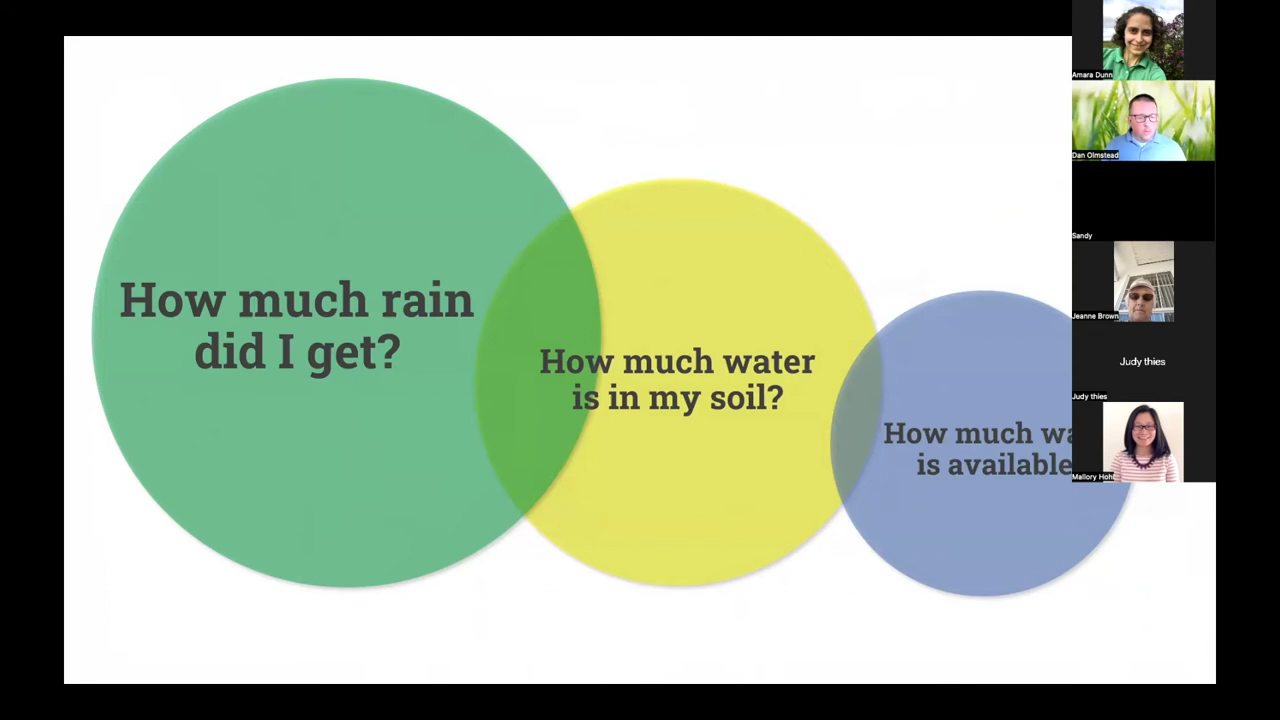 How much rain
did I get?
How much water
is in my soil?
How much
is available
Amara Dunn
Dan Olmstead
Sandy
Jeanne Brown
Judy thies
Judy thies
Mallory